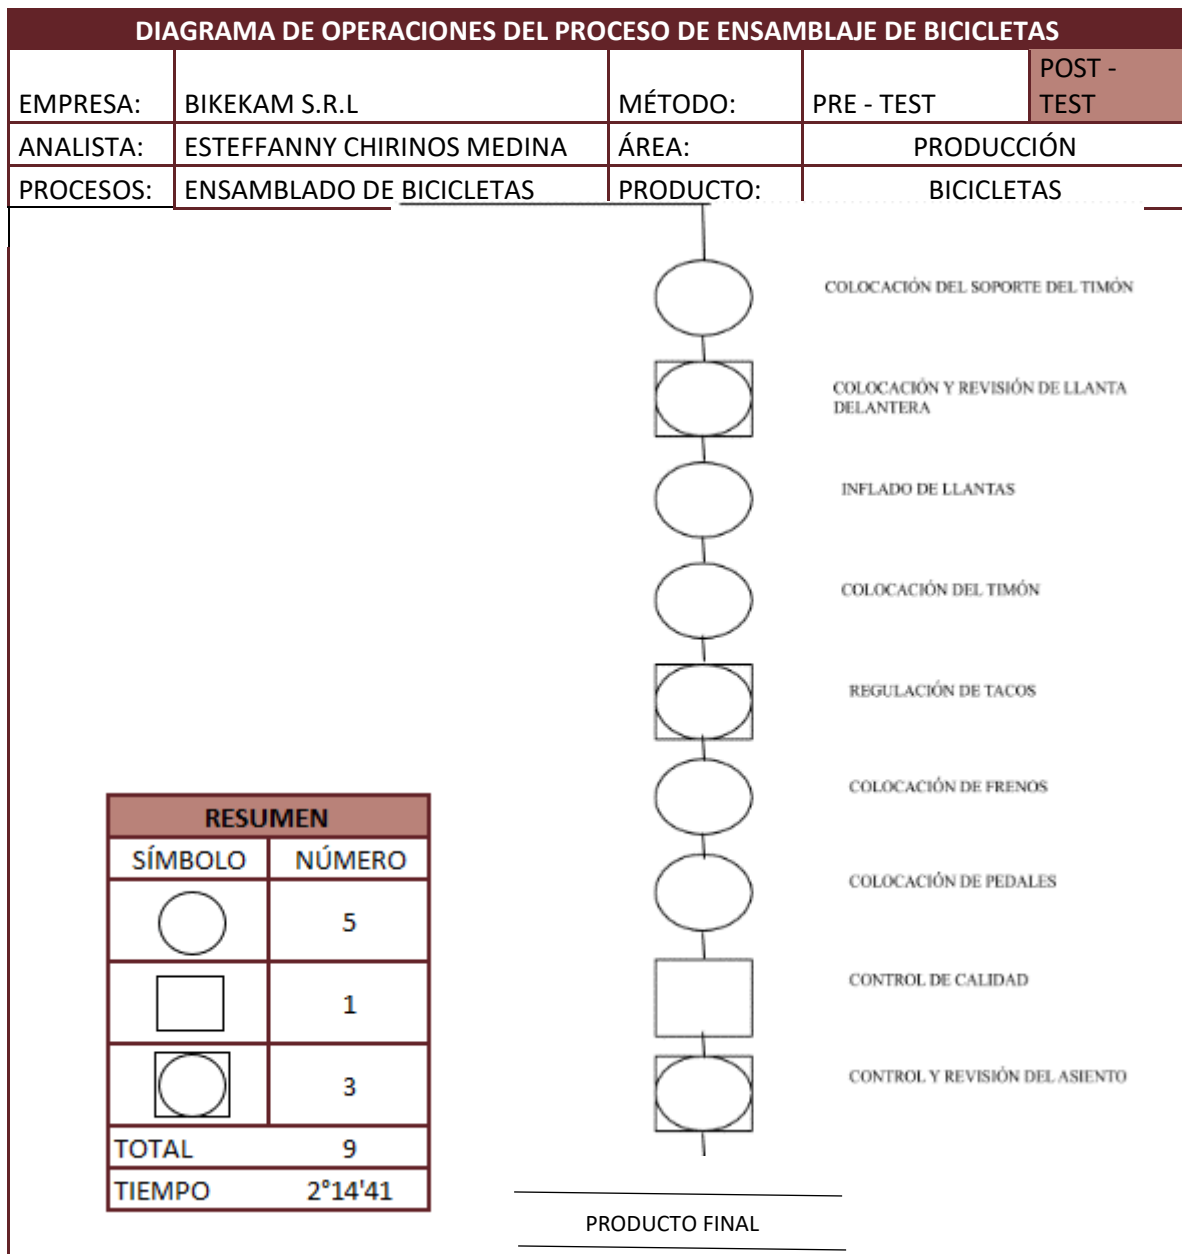 DIAGRAMA DE OPERACIONES DEL PROCESO DE ENSAMBLAJE DE BICICLETAS
EMPRESA: BIKEKAM S.R.L MÉTODO: PRE - TEST POST - TEST
ANALISTA: ESTEFFANNY CHIRINOS MEDINA ÁREA: PRODUCCIÓN
PROCESOS: ENSAMBLADO DE BICICLETAS PRODUCTO: BICICLETAS
COLOCACIÓN DEL SOPORTE DEL TIMÓN
COLOCACIÓN Y REVISIÓN DE LLANTA
DELANTERA
INFLADO DE LLANTAS
COLOCACIÓN DEL TIMÓN
REGULACIÓN DE TACOS
COLOCACIÓN DE FRENOS
COLOCACIÓN DE PEDALES
CONTROL DE CALIDAD
CONTROL Y REVISIÓN DEL ASIENTO
RESUMEN
SÍMBOLO NÚMERO
5
1
3
TOTAL 9
TIEMPO 2°14'41
PRODUCTO FINAL